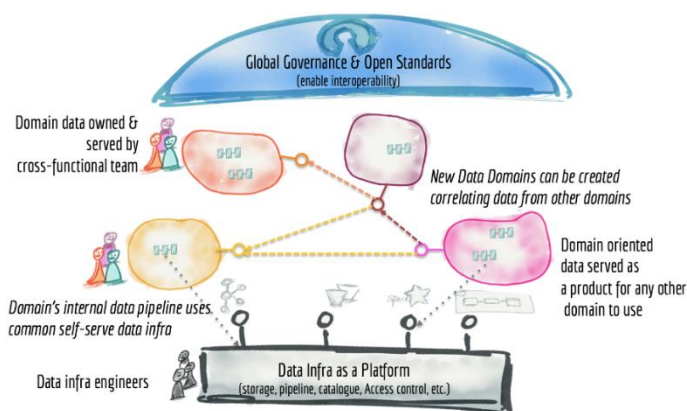 Global Governance & Open Standards
(enable interoperability)
Domain data owned &
served by
cross-functional team
New Data Domains can be created
correlating data from other domains
Domain oriented
data served as
a product for any other
domain to use
Domain's internal data pipeline uses
common self-serve data infra
Data infra engineers
Data Infra as a Platform
(storage, pipeline, catalogue, Access control, etc.)